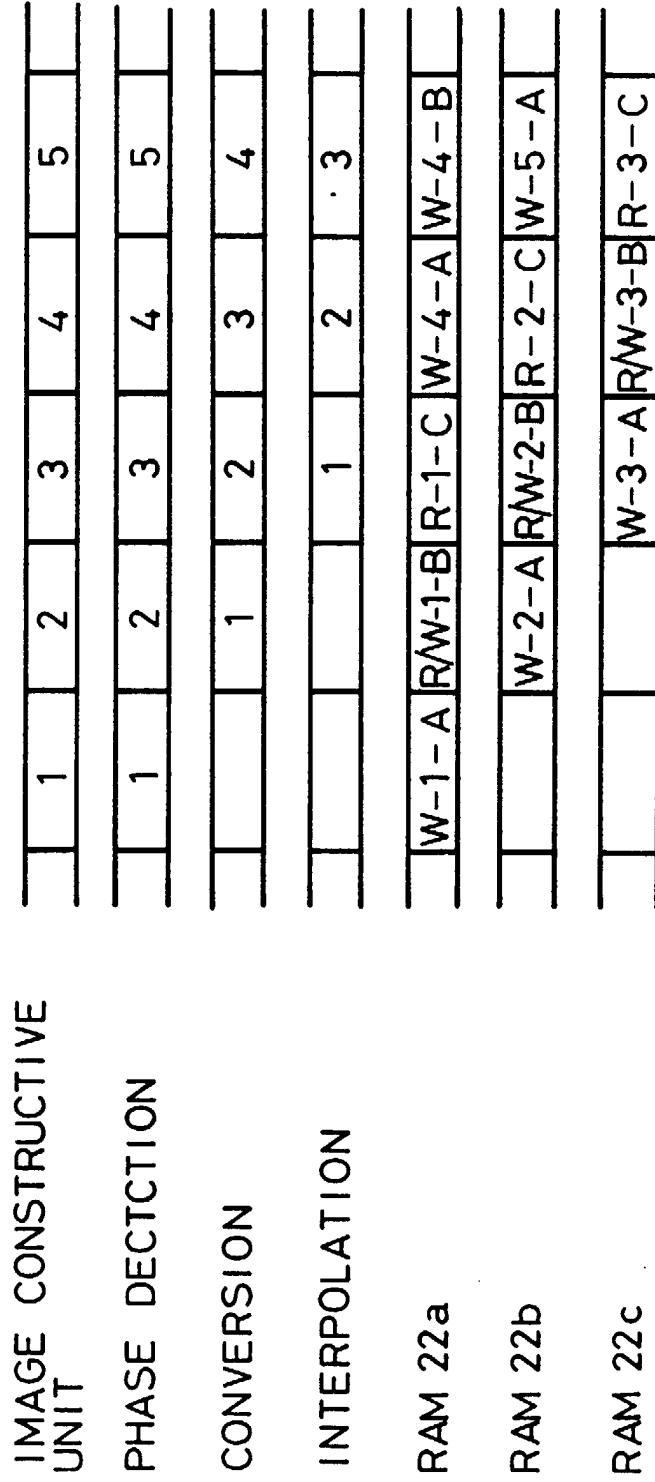 IMAGE CONSTRUCTIVE
UNIT
1 2 3 4 5
PHASE DECTCTION
1 2 3 4 5
CONVERSION
1 2 3 4
INTERPOLATION
1 2 3
RAM 22a
W-1-A R/W-1-B R-1-C W-4-A W-4-B
RAM 22b
W-2-A R/W-2-B R-2-C W-5-A
RAM 22c
W-3-A R/W-3-B R-3-C